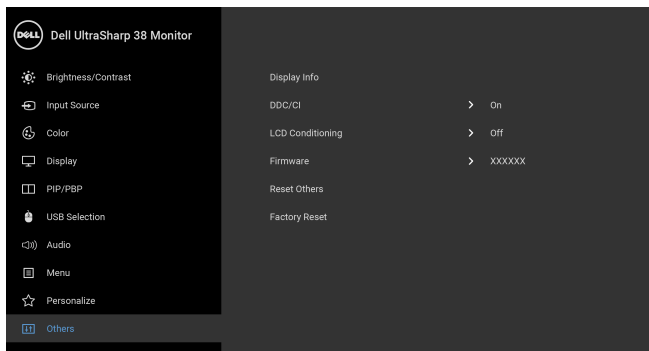 DELL Dell UltraSharp 38 Monitor
Brightness/Contrast
Display Info
Input Source
DDC/CI > On
Color
LCD Conditioning > Off
Display
Firmware > XXXXXX
PIP/PBP
Reset Others
USB Selection
Factory Reset
Audio
Menu
Personalize
Others